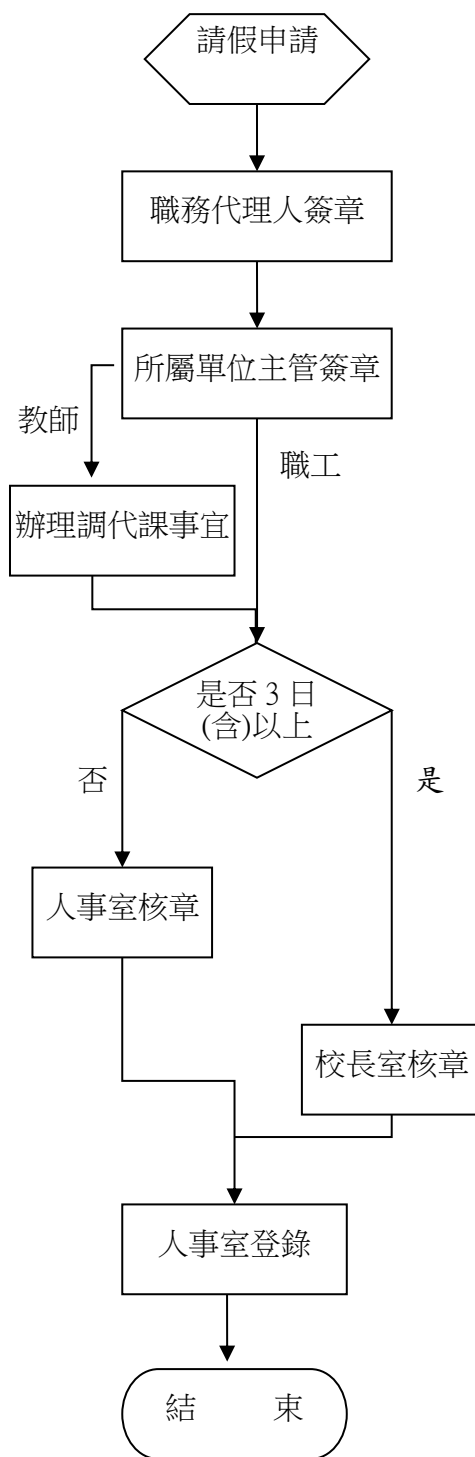 請假申請
職務代理人簽章
所屬單位主管簽章
教師
職工
辦理調代課事宜
是否 3 日
(含)以上
否
是
人事室核章
校長室核章
人事室登錄
結 束